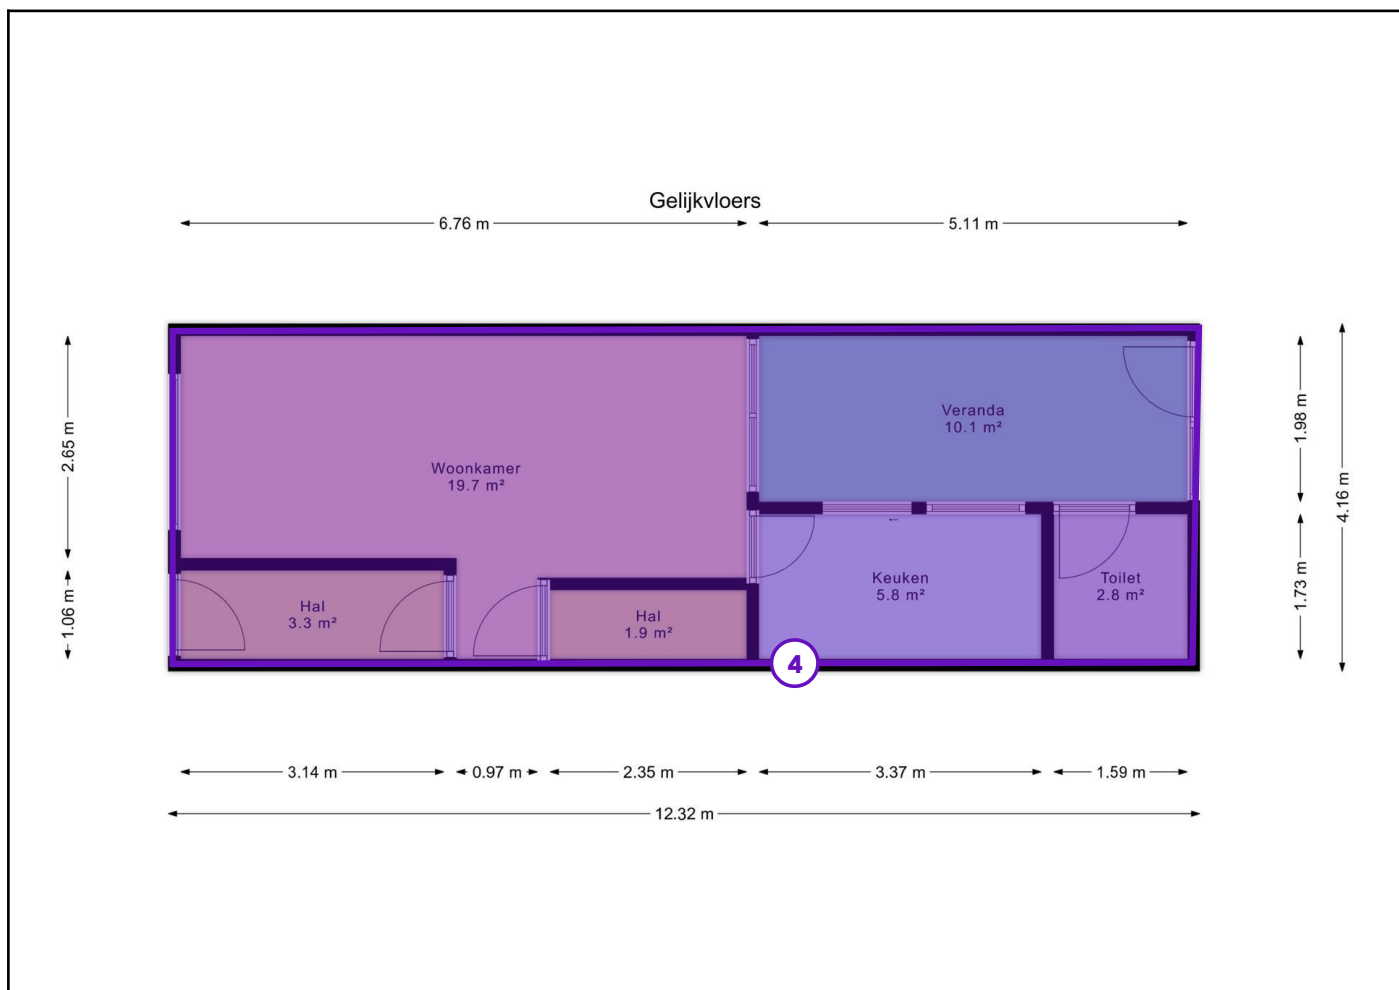 Gelijkvloers
6.76 m
5.11 m
2.65 m
1.06 m
Woonkamer
19.7 m²
Veranda
10.1 m²
Hal
3.3 m²
Hal
1.9 m²
Keuken
5.8 m²
Toilet
2.8 m²
4
1.98 m
1.73 m
4.16 m
3.14 m
0.97 m
2.35 m
3.37 m
1.59 m
12.32 m